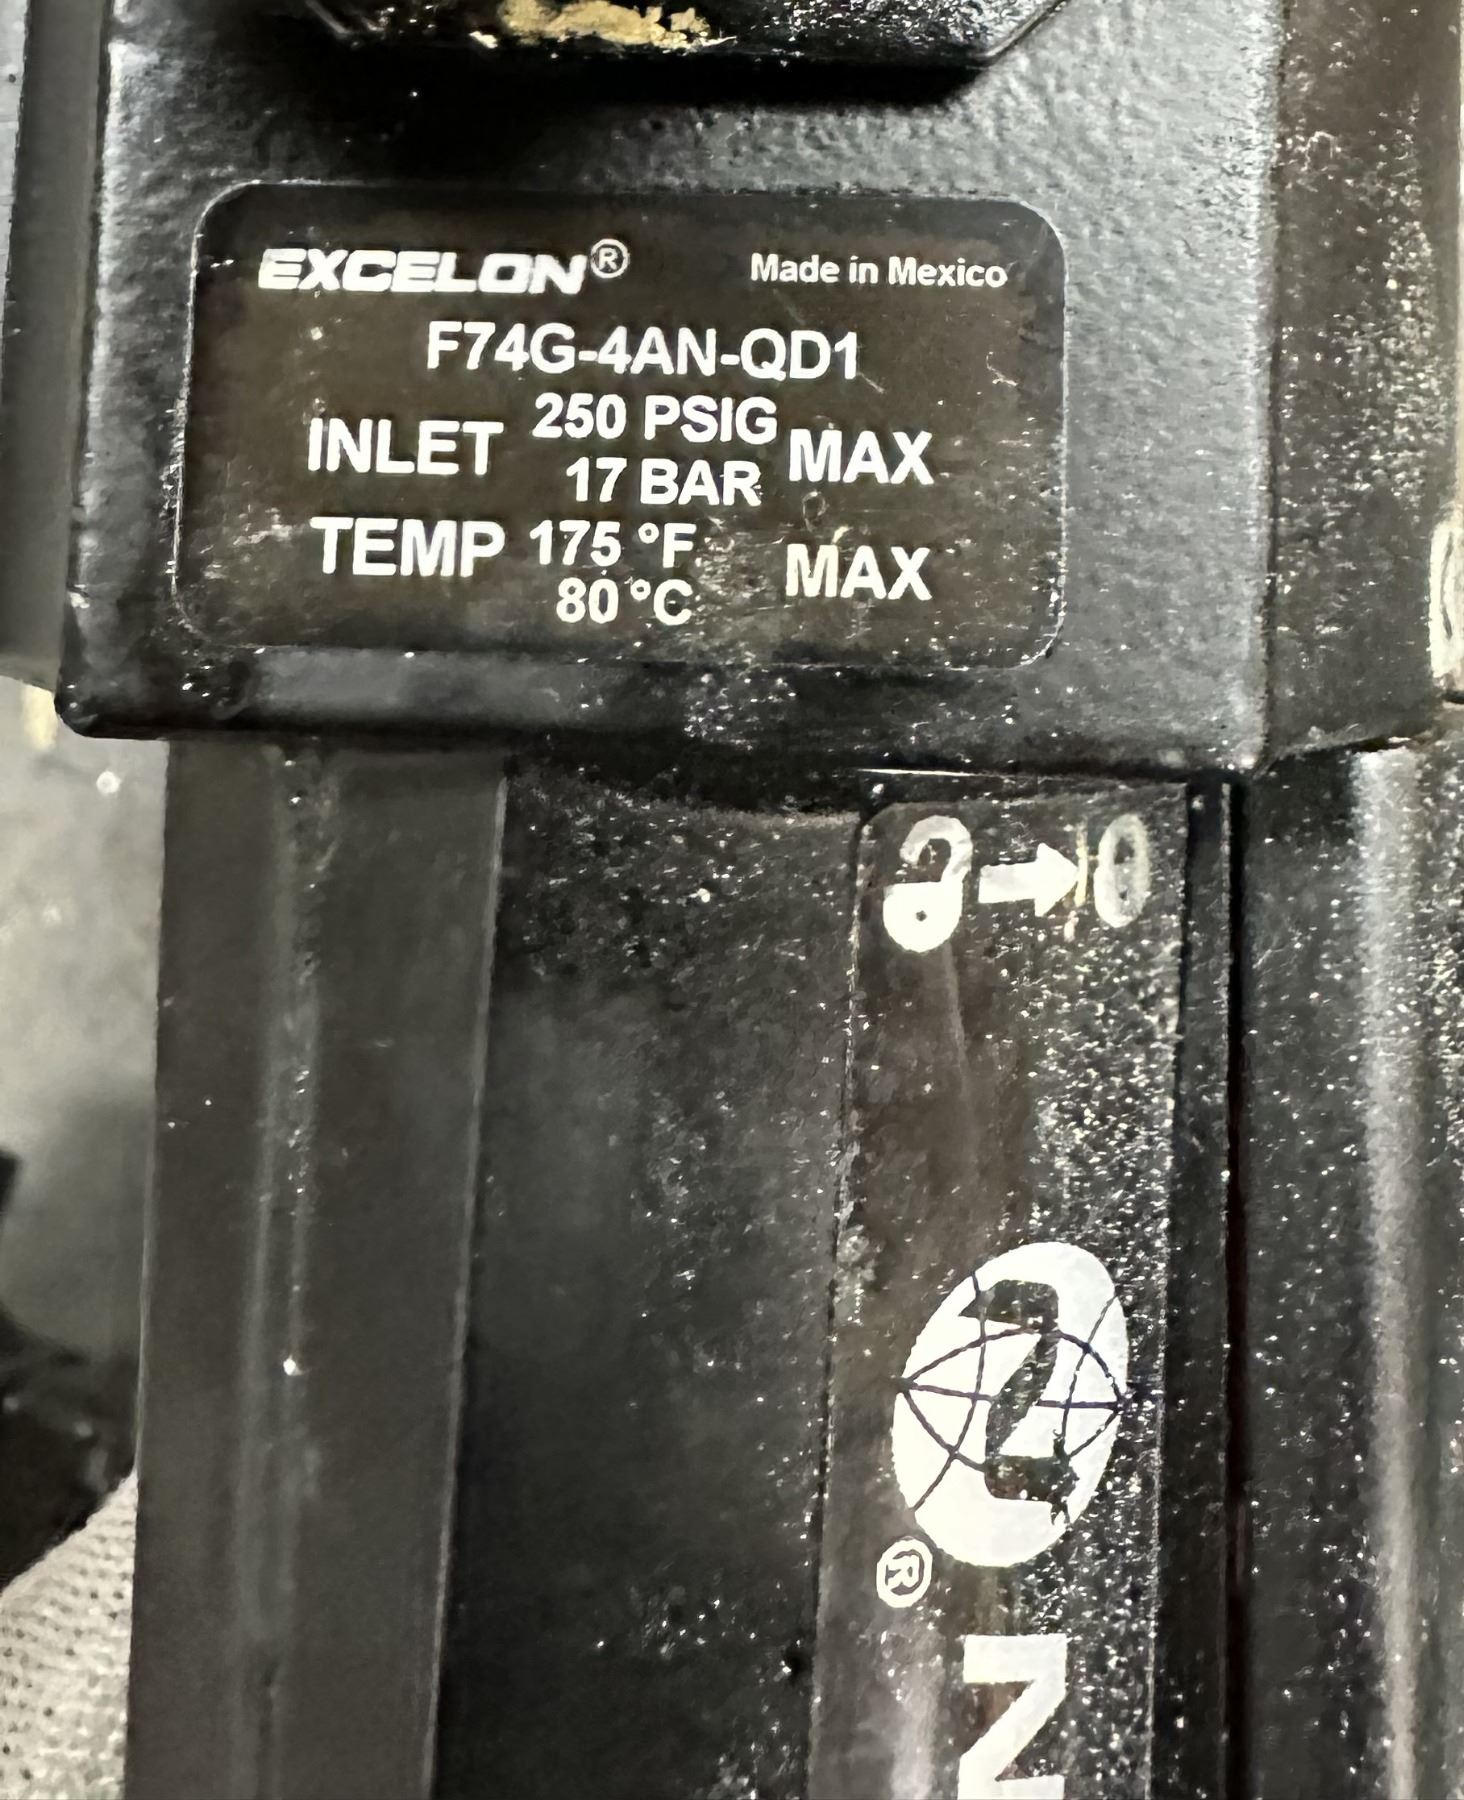 EXCELON® Made in Mexico
F74G-4AN-QD1
INLET 250 PSIG MAX
17 BAR
TEMP 175 °F MAX
80 °C
®
N